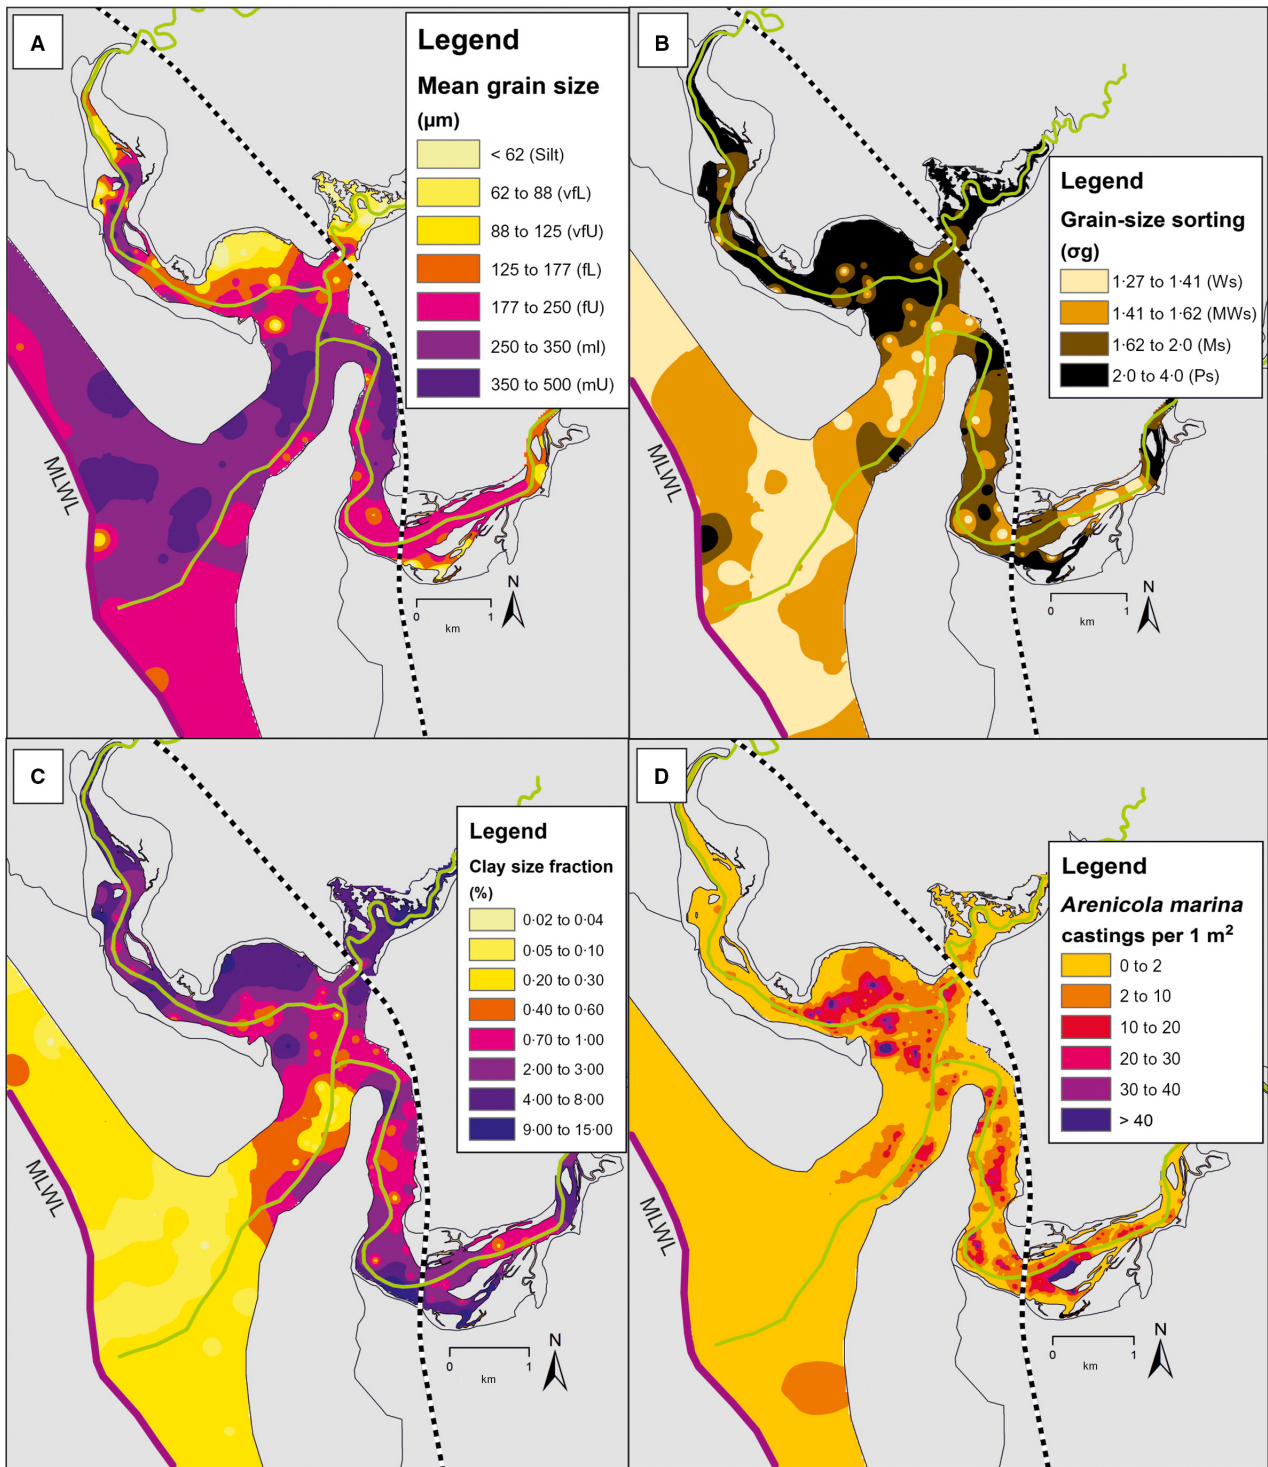 A
Legend
Mean grain size
(µm)
< 62 (Silt)
62 to 88 (vfL)
88 to 125 (vfU)
125 to 177 (fL)
177 to 250 (fU)
250 to 350 (ml)
350 to 500 (mU)
MLWL
N
0 1
km
B
Legend
Grain-size sorting
(σg)
1·27 to 1·41 (Ws)
1·41 to 1·62 (MWs)
1·62 to 2·0 (Ms)
2·0 to 4·0 (Ps)
MLWL
N
0 1
km
C
Legend
Clay size fraction
(%)
0·02 to 0·04
0·05 to 0·10
0·20 to 0·30
0·40 to 0·60
0·70 to 1·00
2·00 to 3·00
4·00 to 8·00
9·00 to 15·00
MLWL
N
0 1
km
D
Legend
Arenicola marina
castings per 1 m²
0 to 2
2 to 10
10 to 20
20 to 30
30 to 40
> 40
MLWL
N
0 1
km